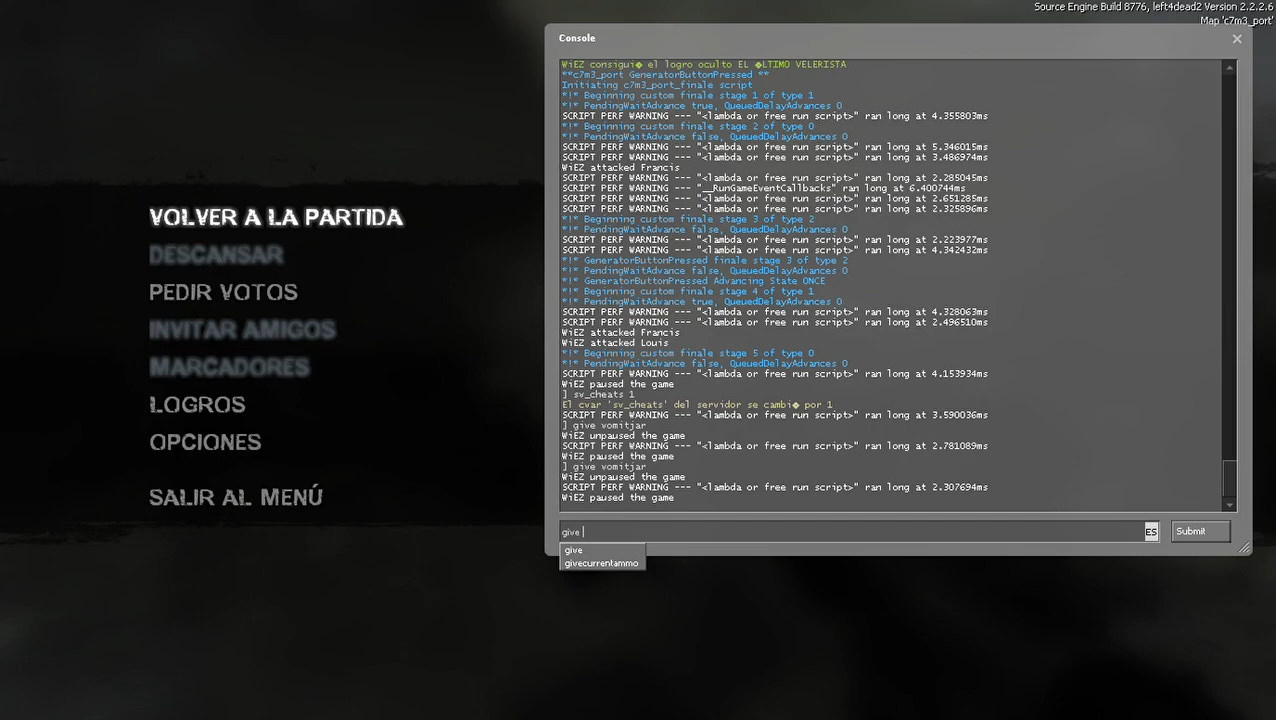 Source Engine Build 8776, left4dead2 Version 2.2.2.6
Map 'c7m3_port'
VOLVER A LA PARTIDA
DESCANSAR
PEDIR VOTOS
INVITAR AMIGOS
MARCADORES
LOGROS
OPCIONES
SALIR AL MENÚ
Console
WiEZ consigui� el logro oculto EL �LTIMO VELERISTA
**c7m3_port GeneratorButtonPressed **
Initiating c7m3_port_finale script
*!* Beginning custom finale stage 1 of type 1
*!* PendingWaitAdvance true, QueuedDelayAdvances 0
SCRIPT PERF WARNING --- "<lambda or free run script>" ran long at 4.355803ms
*!* Beginning custom finale stage 2 of type 0
*!* PendingWaitAdvance false, QueuedDelayAdvances 0
SCRIPT PERF WARNING --- "<lambda or free run script>" ran long at 5.346015ms
SCRIPT PERF WARNING --- "<lambda or free run script>" ran long at 3.486974ms
WiEZ attacked Francis
SCRIPT PERF WARNING --- "<lambda or free run script>" ran long at 2.285045ms
SCRIPT PERF WARNING --- "__RunGameEventCallbacks" ran long at 6.400744ms
SCRIPT PERF WARNING --- "<lambda or free run script>" ran long at 2.651285ms
SCRIPT PERF WARNING --- "<lambda or free run script>" ran long at 2.325896ms
*!* Beginning custom finale stage 3 of type 2
*!* PendingWaitAdvance false, QueuedDelayAdvances 0
SCRIPT PERF WARNING --- "<lambda or free run script>" ran long at 2.223977ms
SCRIPT PERF WARNING --- "<lambda or free run script>" ran long at 4.342432ms
*!* GeneratorButtonPressed finale stage 3 of type 2
*!* PendingWaitAdvance false, QueuedDelayAdvances 0
*!* GeneratorButtonPressed Advancing State ONCE
*!* Beginning custom finale stage 4 of type 1
*!* PendingWaitAdvance true, QueuedDelayAdvances 0
SCRIPT PERF WARNING --- "<lambda or free run script>" ran long at 4.328063ms
SCRIPT PERF WARNING --- "<lambda or free run script>" ran long at 2.496510ms
WiEZ attacked Francis
WiEZ attacked Louis
*!* Beginning custom finale stage 5 of type 0
*!* PendingWaitAdvance false, QueuedDelayAdvances 0
SCRIPT PERF WARNING --- "<lambda or free run script>" ran long at 4.153934ms
WiEZ paused the game
] sv_cheats 1
El cvar 'sv_cheats' del servidor se cambi� por 1
SCRIPT PERF WARNING --- "<lambda or free run script>" ran long at 3.590036ms
] give vomitjar
WiEZ unpaused the game
SCRIPT PERF WARNING --- "<lambda or free run script>" ran long at 2.781089ms
WiEZ paused the game
] give vomitjar
WiEZ unpaused the game
SCRIPT PERF WARNING --- "<lambda or free run script>" ran long at 2.307694ms
WiEZ paused the game
give
ES
Submit
give
givecurrentammo